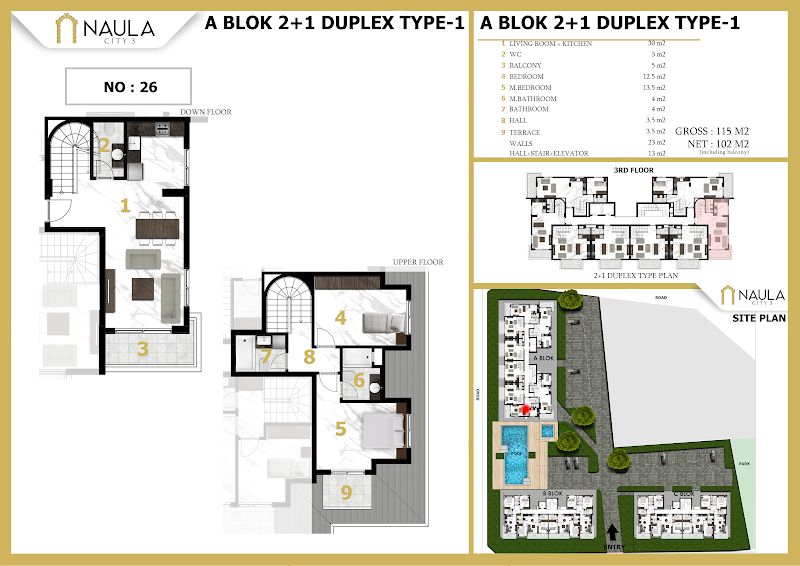 NAULA
CITY 3
A BLOK 2+1 DUPLEX TYPE-1
NO : 26
DOWN FLOOR
2
1
3
UPPER FLOOR
4
7
8
6
5
9
A BLOK 2+1 DUPLEX TYPE-1
1 LIVING ROOM + KITCHEN 30 m2
2 WC 3 m2
3 BALCONY 5 m2
4 BEDROOM 12.5 m2
5 M.BEDROOM 13.5 m2
6 M.BATHROOM 4 m2
7 BATHROOM 4 m2
8 HALL 3.5 m2
9 TERRACE 3.5 m2
WALLS 23 m2
HALL+STAIR+ELEVATOR 13 m2
GROSS : 115 M2
NET : 102 M2
(including balcony)
3RD FLOOR
2+1 DUPLEX TYPE PLAN
NAULA
CITY 3
SITE PLAN
ROAD
A BLOK
ROAD
POOL
PARK
B BLOK
C BLOK
ENTRY